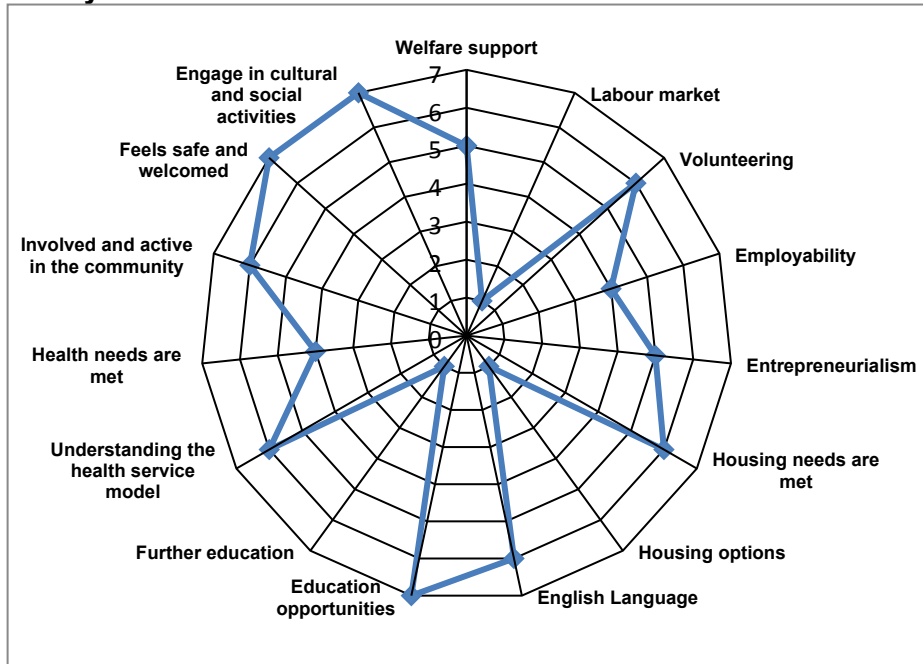 Welfare support
Labour market
Volunteering
Employability
Entrepreneurialism
Housing needs are
met
Housing options
English Language
Education
opportunities
Further education
Understanding the
health service
model
Health needs are
met
Involved and active
in the community
Feels safe and
welcomed
Engage in cultural
and social
activities
7
6
5
4
3
2
1
0